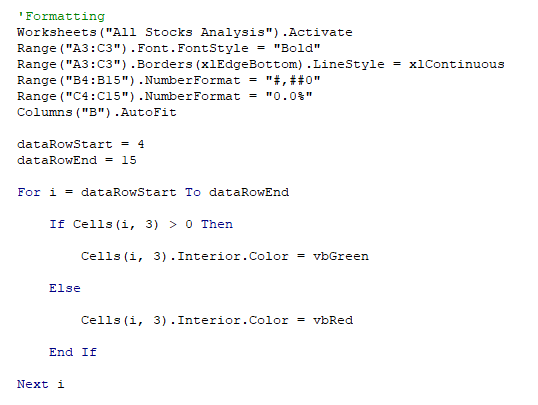 'Formatting
Worksheets("All Stocks Analysis").Activate
Range("A3:C3").Font.FontStyle = "Bold"
Range("A3:C3").Borders(xlEdgeBottom).LineStyle = xlContinuous
Range("B4:B15").NumberFormat = "#,##0"
Range("C4:C15").NumberFormat = "0.0%"
Columns("B").AutoFit
dataRowStart = 4
dataRowEnd = 15
For i = dataRowStart To dataRowEnd
If Cells(i, 3) > 0 Then
Cells(i, 3).Interior.Color = vbGreen
Else
Cells(i, 3).Interior.Color = vbRed
End If
Next i